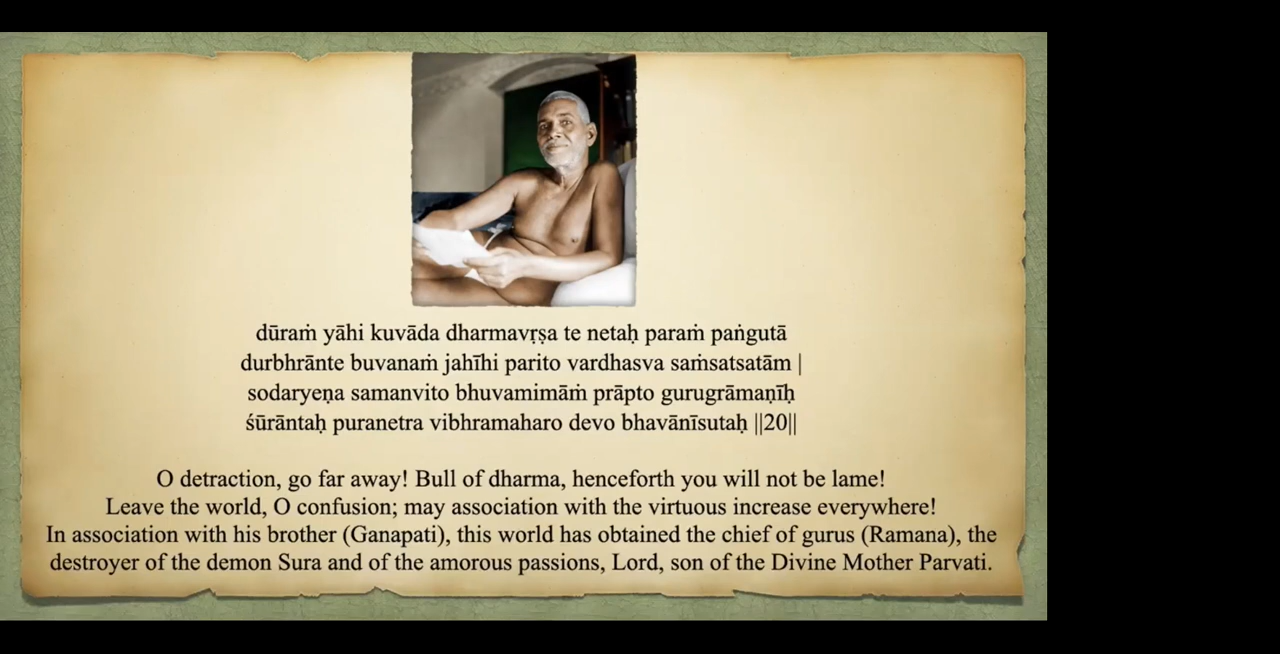 dūraṁ yāhi kuvāda dharmavṛṣa te netaḥ paraṁ paṅgutā
durbhrānte buvanaṁ jahīhi parito vardhasva saṁsatsatām |
sodaryeṇa samanvito bhuvamimāṁ prāpto gurugrāmaṇīḥ
śūrāntaḥ puranetra vibhramaharo devo bhavānīsutaḥ ||20||
O detraction, go far away! Bull of dharma, henceforth you will not be lame!
Leave the world, O confusion; may association with the virtuous increase everywhere!
In association with his brother (Ganapati), this world has obtained the chief of gurus (Ramana), the
destroyer of the demon Sura and of the amorous passions, Lord, son of the Divine Mother Parvati.